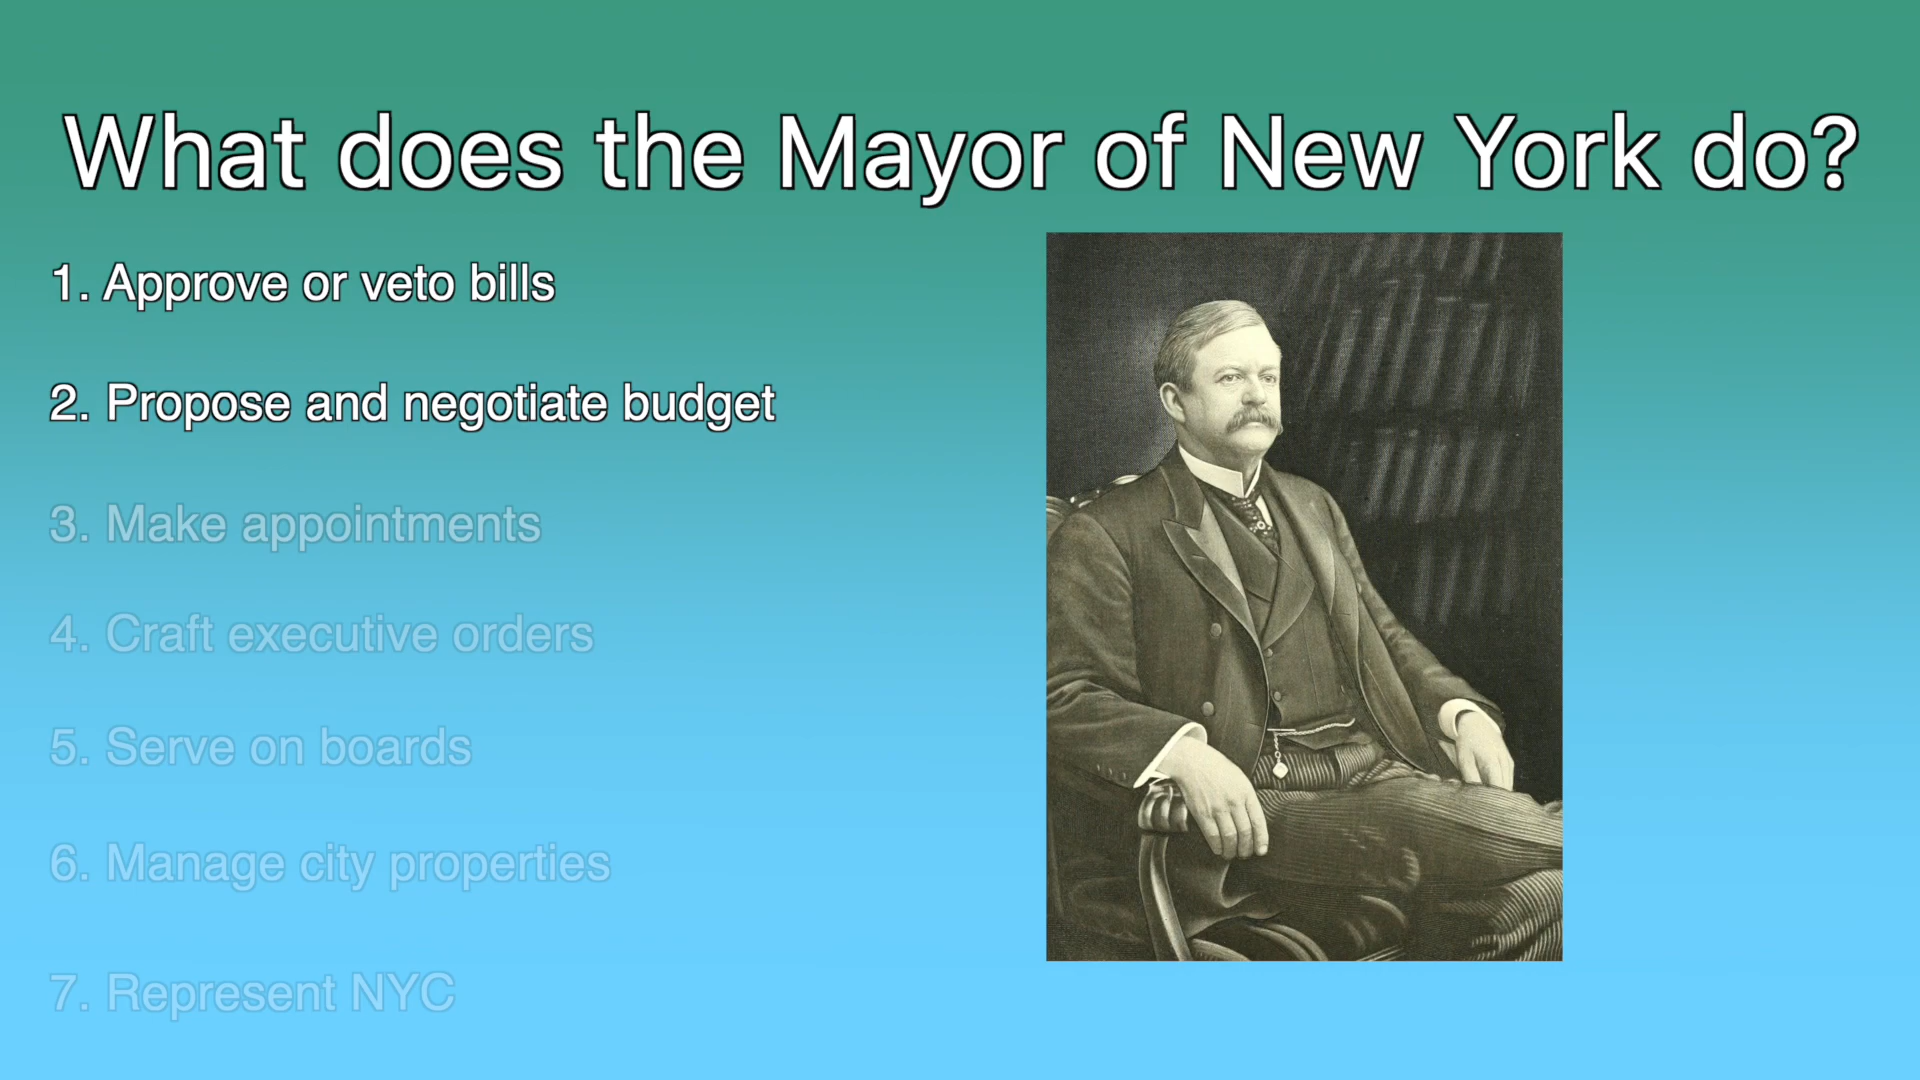 What does the Mayor of New York do?
1. Approve or veto bills
2. Propose and negotiate budget
3. Make appointments
4. Craft executive orders
5. Serve on boards
6. Manage city properties
7. Represent NYC